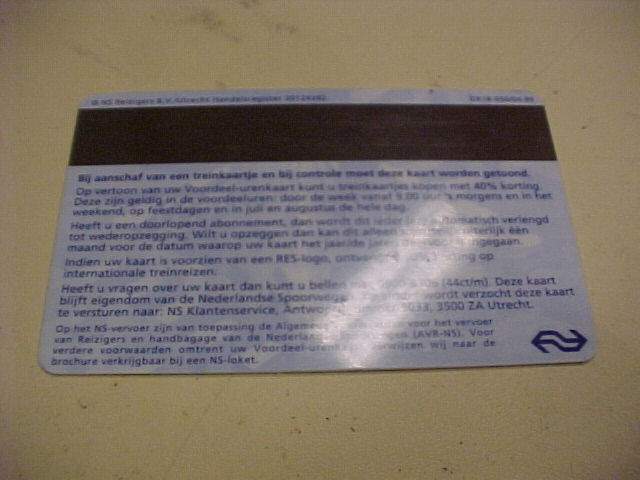 © NS Reizigers B.V. Utrecht Handelsregister
Bij aanschaf van een treinkaartje en bij controle moet deze kaart worden getoond.
Op vertoon van uw Voordeel-urenkaart kunt u treinkaartjes kopen met 40% korting.
Deze zijn geldig in de voordeeluren: door de week vanaf 9.00 uur 's morgens en in het
weekend, op feestdagen en in juli en augustus de hele dag.
Heeft u een doorlopend abonnement, dan wordt dit ieder automatisch verlengd
tot wederopzegging. Wilt u opzeggen dan kan dit alleen uiterlijk één
maand voor de datum waarop uw kaart het jaar is ingegaan.
Indien uw kaart is voorzien van een RES-logo, op
internationale treinreizen.
Heeft u vragen over uw kaart dan kunt u bellen (44ct/m). Deze kaart
blijft eigendom van de Nederlandse Spoorwegen wordt verzocht deze kaart
te versturen naar: NS Klantenservice, 3500 ZA Utrecht.
Op het NS-vervoer zijn van toepassing de voor het vervoer
van Reizigers en handbagage van de (AVR-NS). Voor
verdere voorwaarden omtrent uw Voordeel-urenkaart verwijzen wij naar de
brochure verkrijgbaar bij een NS-loket.